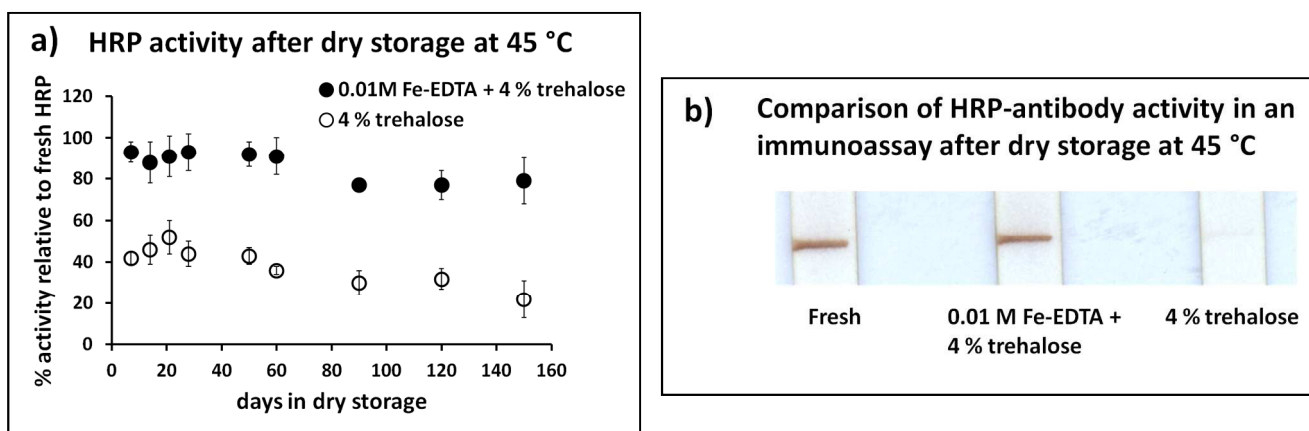 a) HRP activity after dry storage at 45 °C
% activity relative to fresh HRP
0.01M Fe-EDTA + 4 % trehalose
4 % trehalose
120
100
80
60
40
20
0
0 20 40 60 80 100 120 140 160
days in dry storage
b) Comparison of HRP-antibody activity in an
immunoassay after dry storage at 45 °C
Fresh
0.01 M Fe-EDTA +
4 % trehalose
4 % trehalose